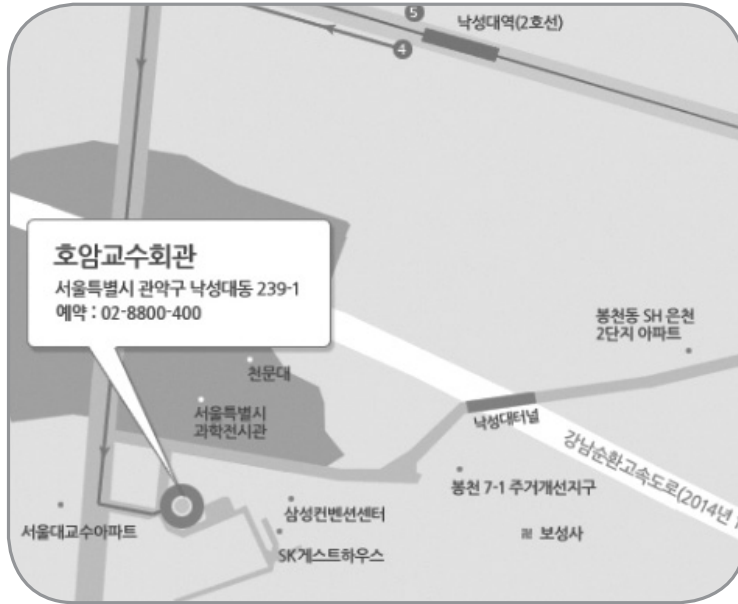 5
낙성대역(2호선)
4
호암교수회관
서울특별시 관악구 낙성대동 239-1
예약 : 02-8800-400
봉천동 SH 은천
2단지 아파트
천문대
서울특별시
과학전시관
낙성대터널
강남순환고속도로(2014년
봉천 7-1 주거개선지구
삼성컨벤션센터
서울대교수아파트
보성사
SK게스트하우스